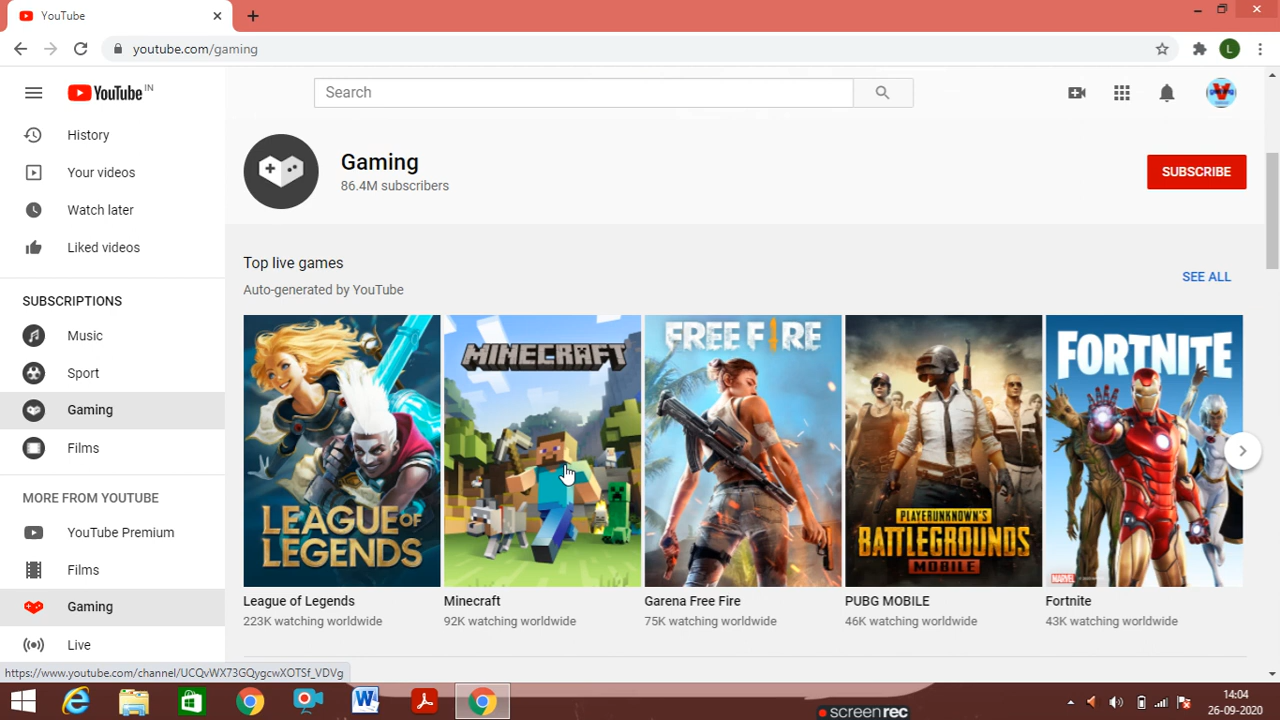 YouTube
youtube.com/gaming
L
YouTube IN
Search
History
Your videos
Watch later
Liked videos
SUBSCRIPTIONS
Music
Sport
Gaming
Films
MORE FROM YOUTUBE
YouTube Premium
Films
Gaming
Live
Gaming
86.4M subscribers
SUBSCRIBE
Top live games
Auto-generated by YouTube
SEE ALL
LEAGUE OF
LEGENDS
League of Legends
223K watching worldwide
MINECRAFT
Minecraft
92K watching worldwide
FREE FIRE
Garena Free Fire
75K watching worldwide
PLAYERUNKNOWN'S
BATTLEGROUNDS
MOBILE
PUBG MOBILE
46K watching worldwide
FORTNITE
MARVEL
Fortnite
43K watching worldwide
https://www.youtube.com/channel/UCQvWX73GQygcwXOTSf_VDVg
screenrec
14:04
26-09-2020